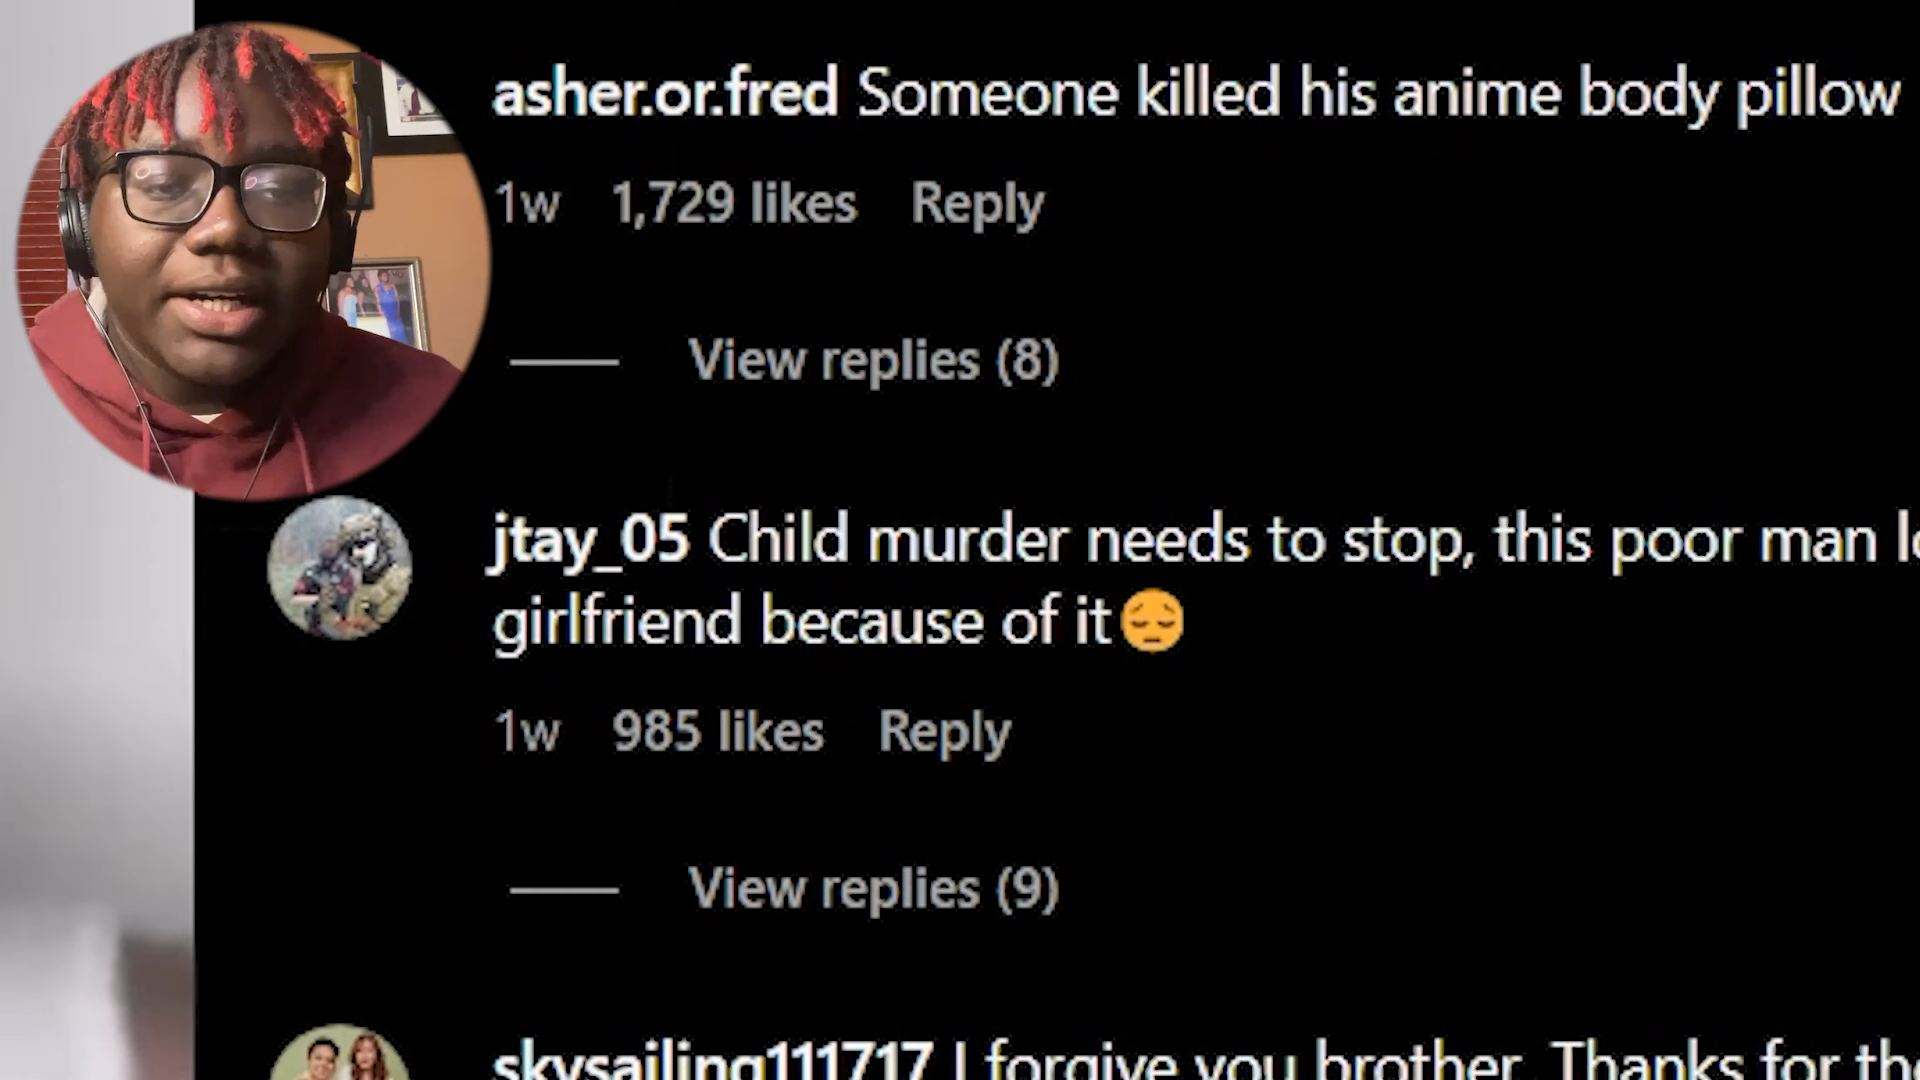 asher.or.fred Someone killed his anime body pillow
1w 1,729 likes Reply
View replies (8)
jtay_05 Child murder needs to stop, this poor man
girlfriend because of it😔
1w 985 likes Reply
View replies (9)
skysailing111717 I forgive you brother. Thanks for